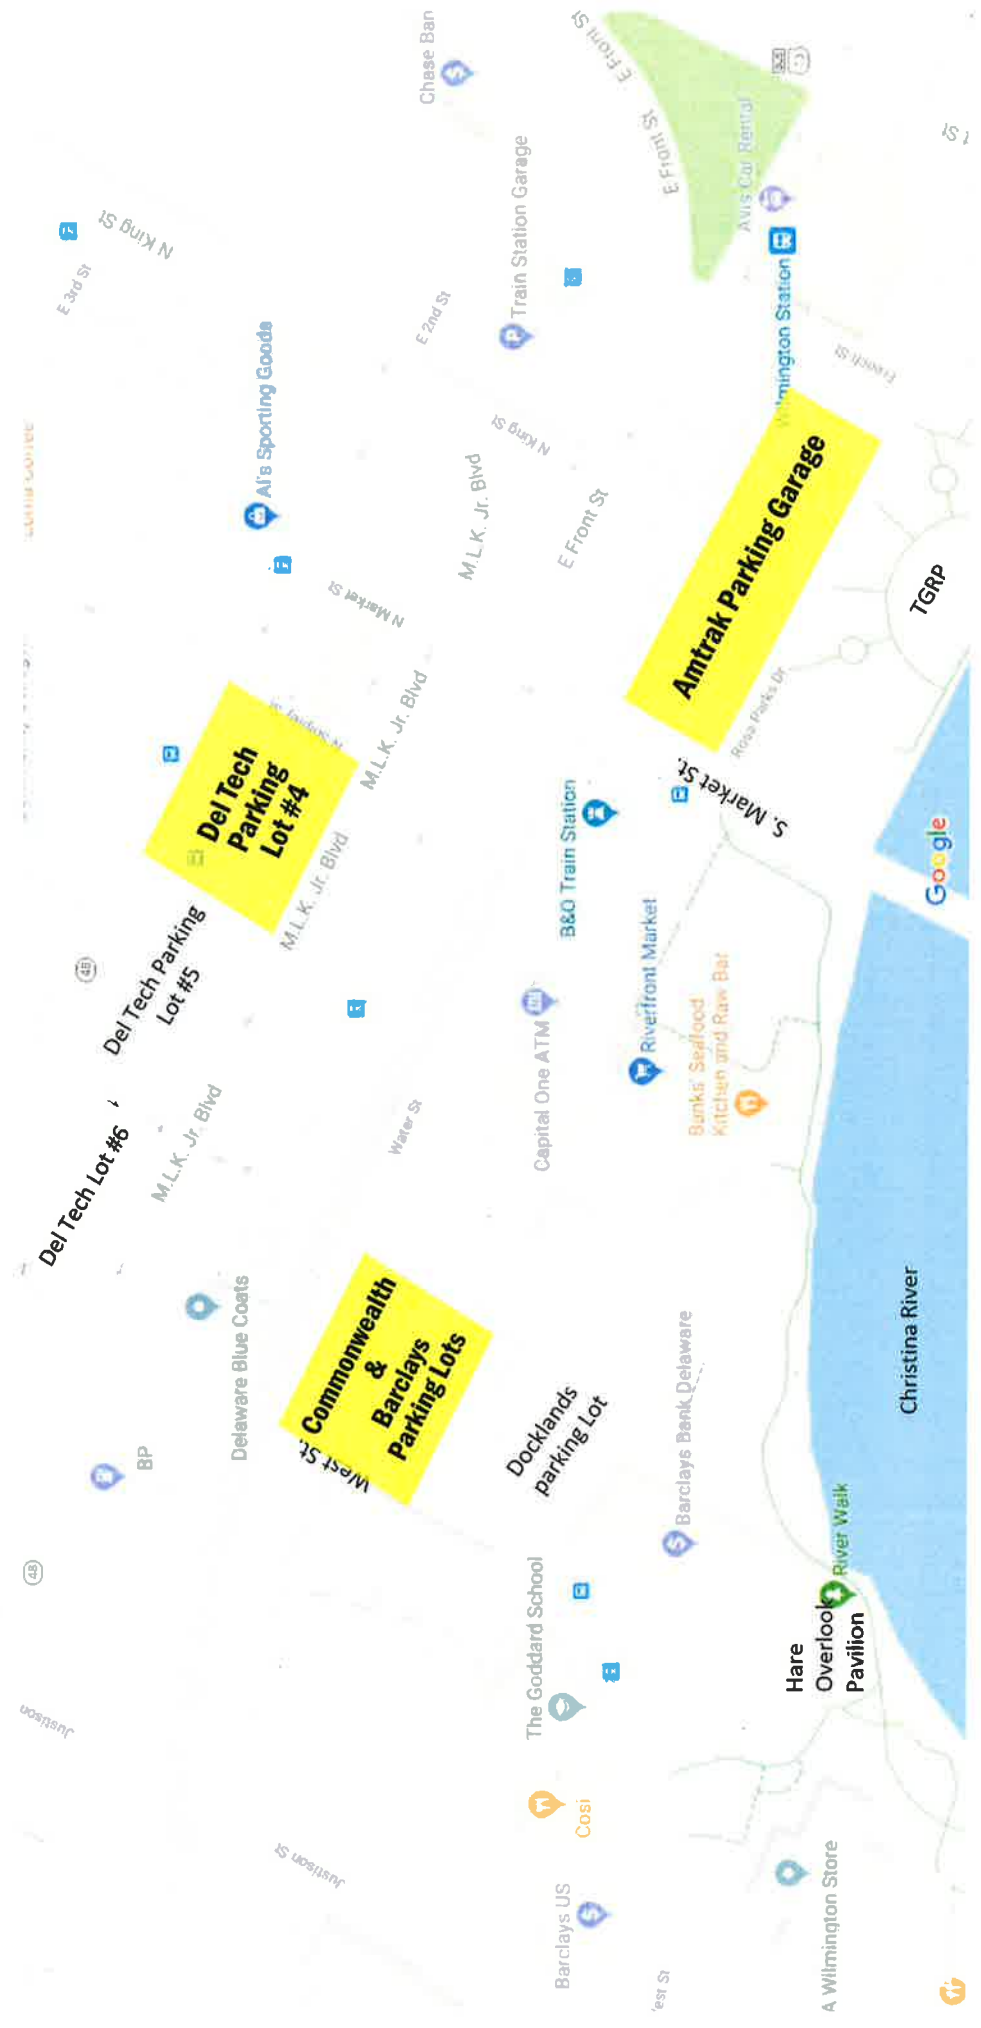 Chase Ban
E Front St
E Front St
N King St
E 3rd St
Al's Sporting Goods
E 2nd St
Train Station Garage
Avis Car Rental
N King St
French St
N Market St
M.L.K. Jr. Blvd
E Front St
Amtrak Parking Garage
TGRP
Rosa Parks Dr
S. Market St.
Del Tech
Parking
Lot #4
M.L.K. Jr. Blvd
M.L.K. Jr. Blvd
B&O Train Station
Google
48
Del Tech Parking
Lot #5
Riverfront Market
Capital One ATM
Banks' Seafood
Kitchen and Raw Bar
Del Tech Lot #6
M.L.K. Jr. Blvd
Water St
Delaware Blue Coats
Commonwealth
&
Barclays
Parking Lots
West St.
BP
Docklands
parking Lot
Barclays Bank Delaware
Christina River
48
The Goddard School
River Walk
Hare
Overlook
Pavilion
Justison
Cosi
Justison St
Barclays US
A Wilmington Store